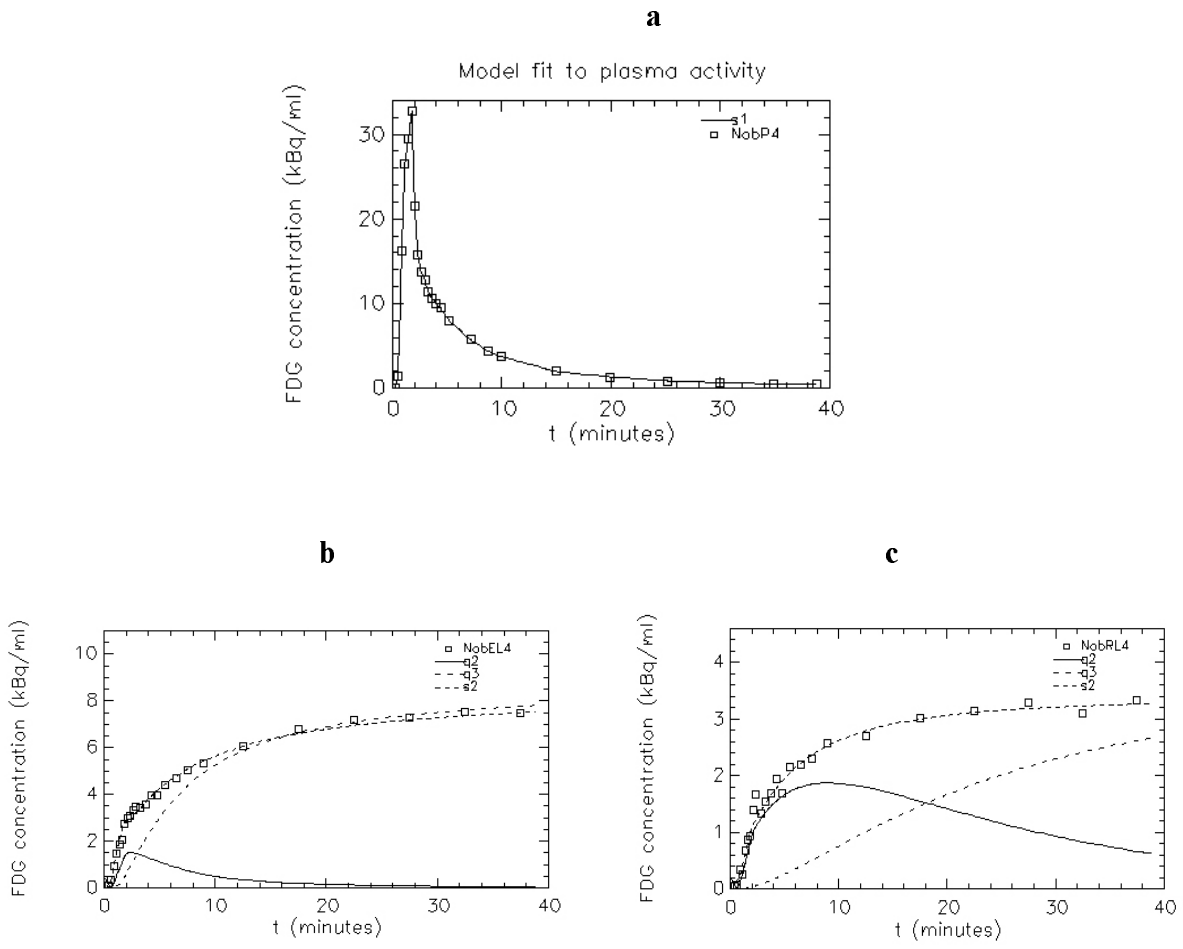 a
Model fit to plasma activity
FDG concentration (kBq/ml)
30
20
10
0
s1
NobP4
0 10 20 30 40
t (minutes)
b
FDG concentration (kBq/ml)
10
8
6
4
2
0
NobEL4
q2
q3
s2
0 10 20 30 40
t (minutes)
c
FDG concentration (kBq/ml)
4
3
2
1
0
NobRL4
q2
q3
s2
0 10 20 30 40
t (minutes)